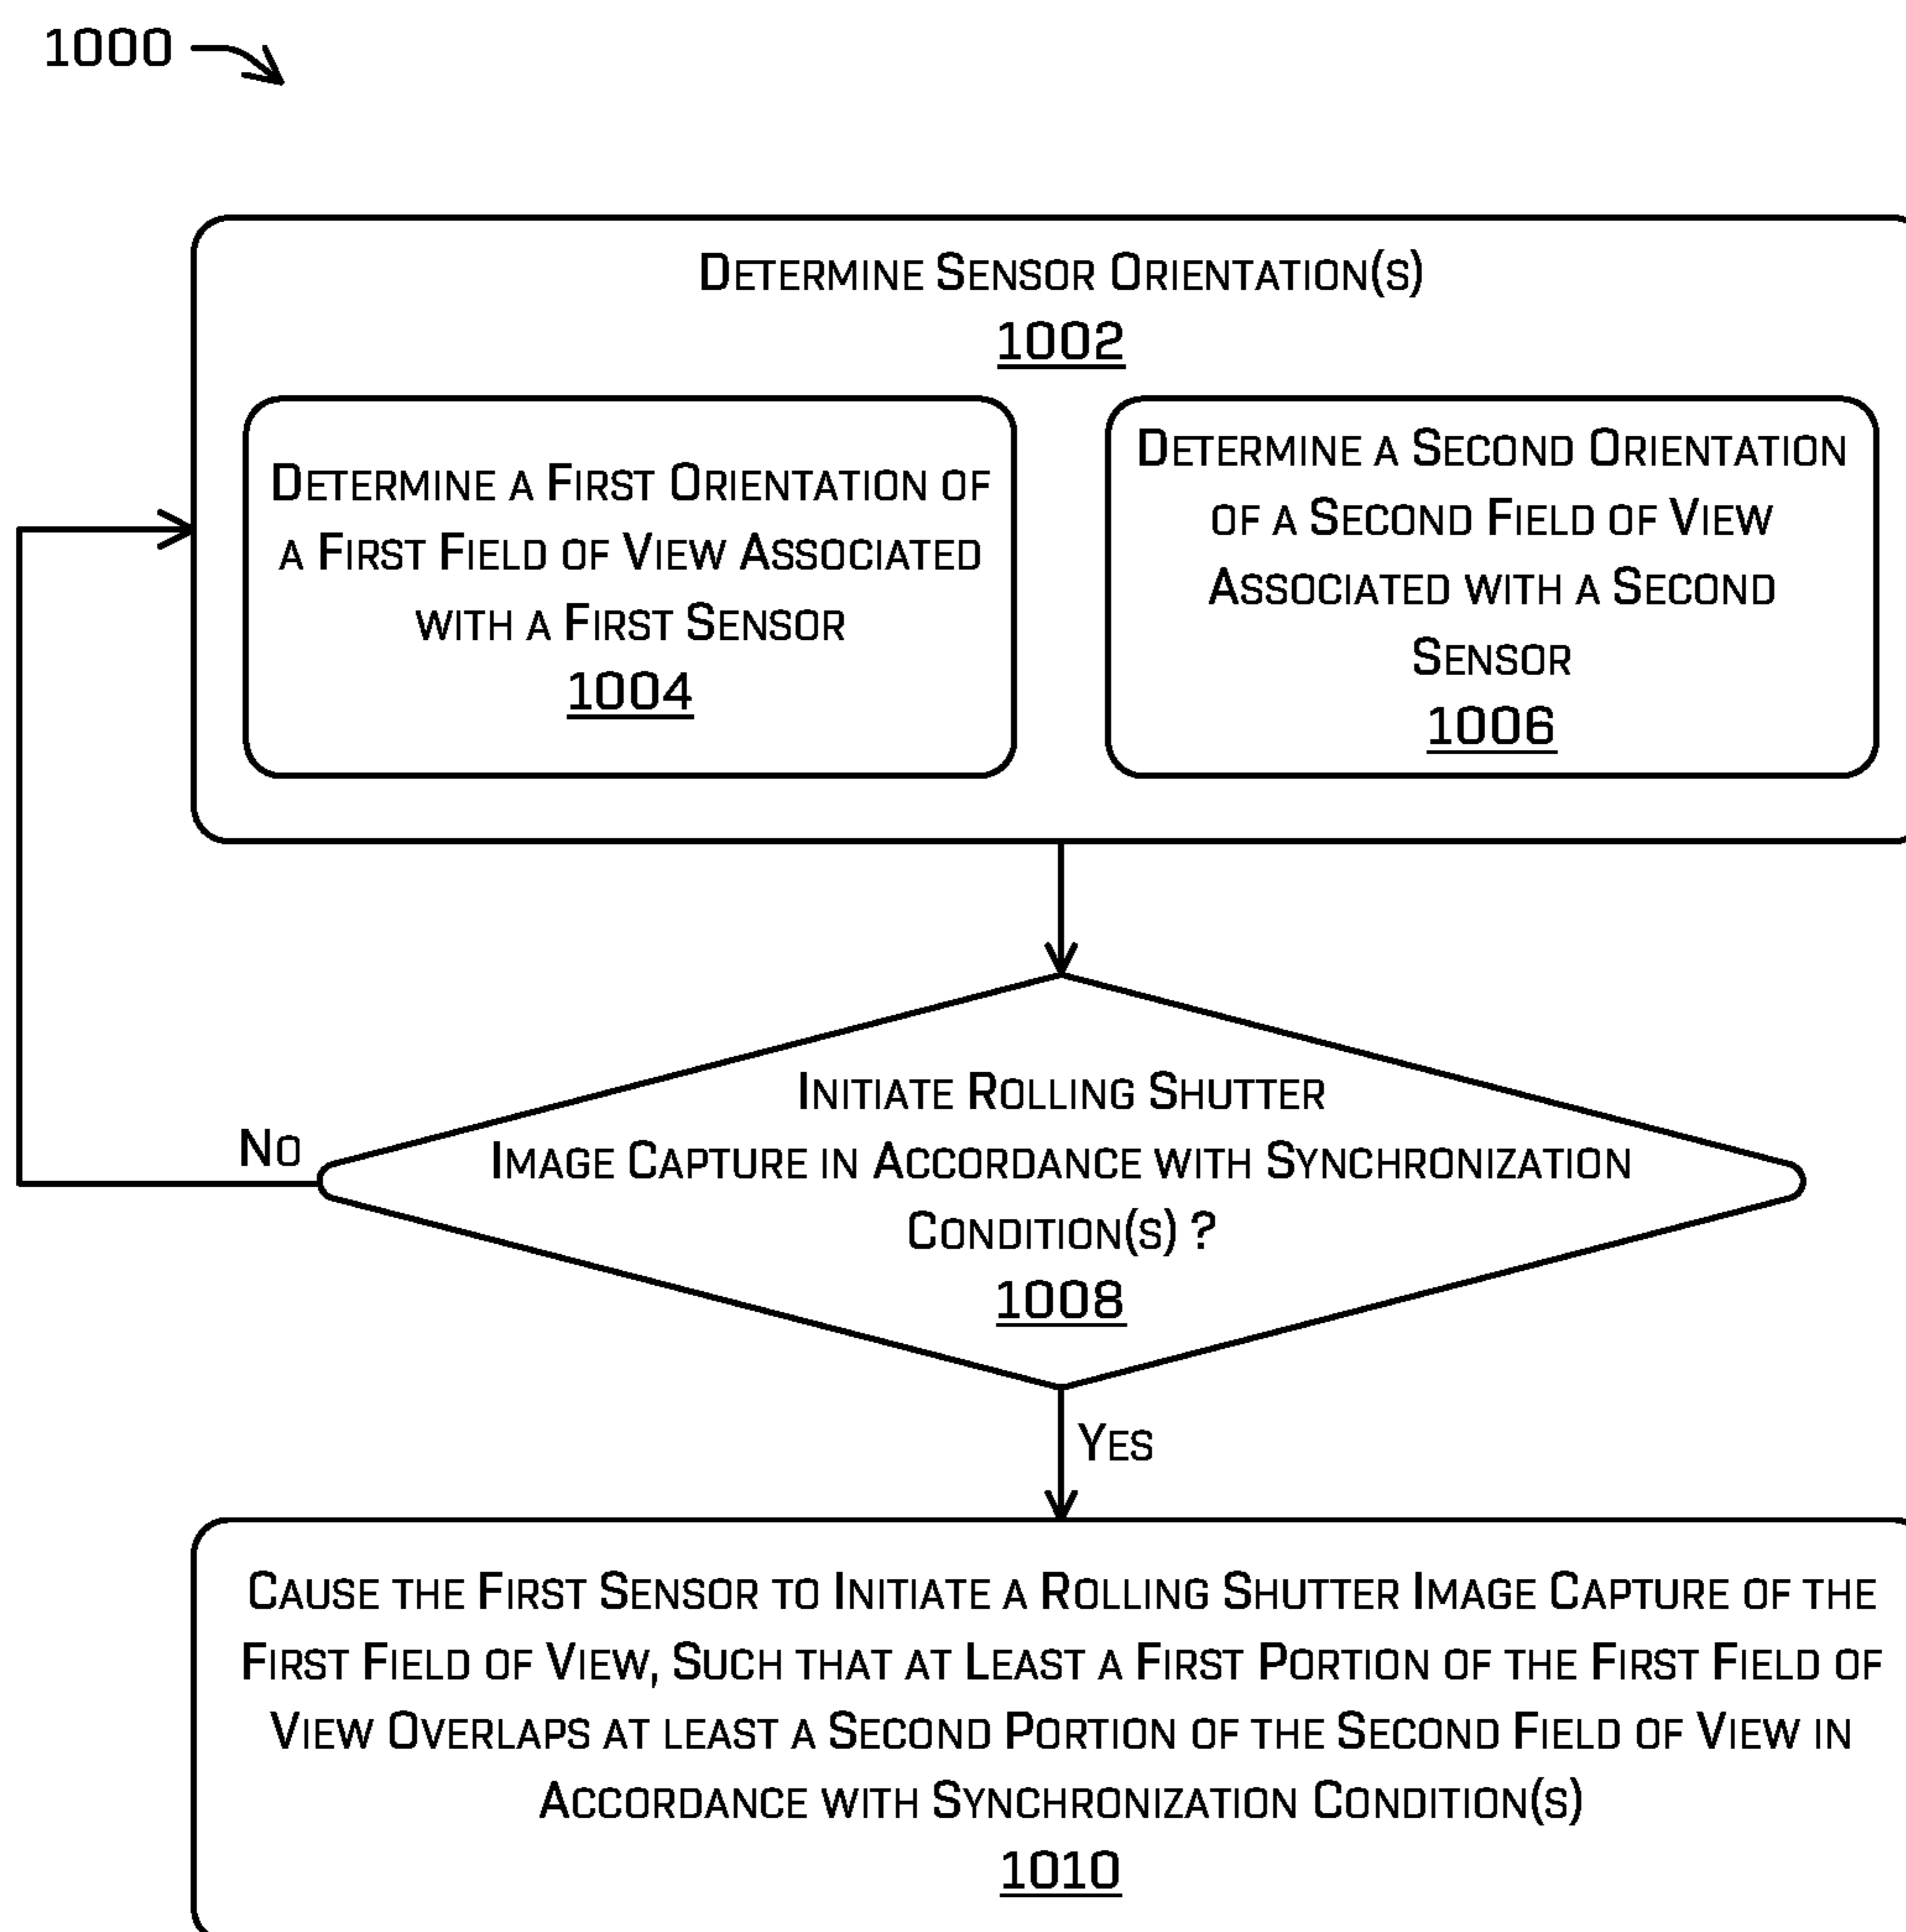 1000
Determine Sensor Orientation(s)
1002
Determine a First Orientation of
a First Field of View Associated
with a First Sensor
1004
Determine a Second Orientation
of a Second Field of View
Associated with a Second
Sensor
1006
Initiate Rolling Shutter
Image Capture in Accordance with Synchronization
Condition(s) ?
1008
No
Yes
Cause the First Sensor to Initiate a Rolling Shutter Image Capture of the
First Field of View, Such that at Least a First Portion of the First Field of
View Overlaps at least a Second Portion of the Second Field of View in
Accordance with Synchronization Condition(s)
1010